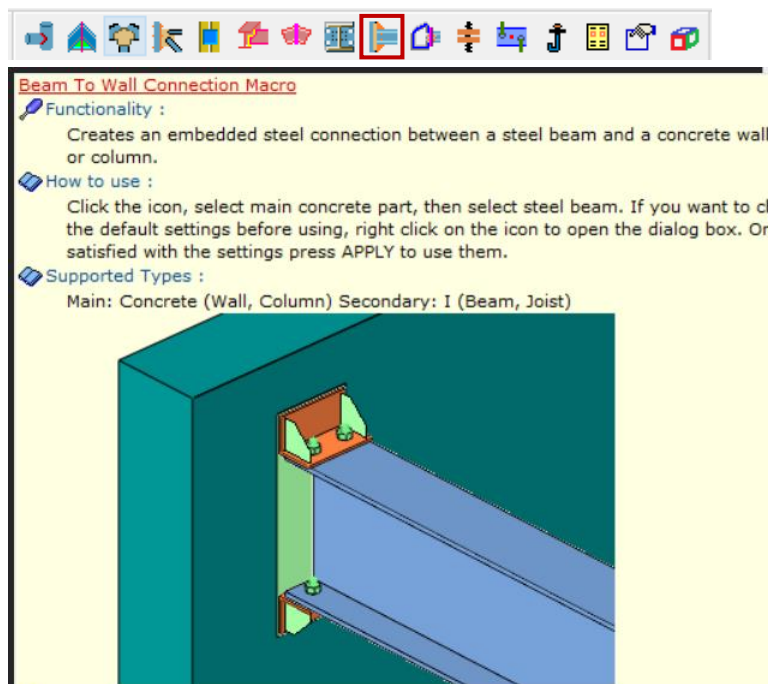 Beam To Wall Connection Macro
Functionality :
Creates an embedded steel connection between a steel beam and a concrete wall
or column.
How to use :
Click the icon, select main concrete part, then select steel beam. If you want to
the default settings before using, right click on the icon to open the dialog box.
satisfied with the settings press APPLY to use them.
Supported Types :
Main: Concrete (Wall, Column) Secondary: I (Beam, Joist)